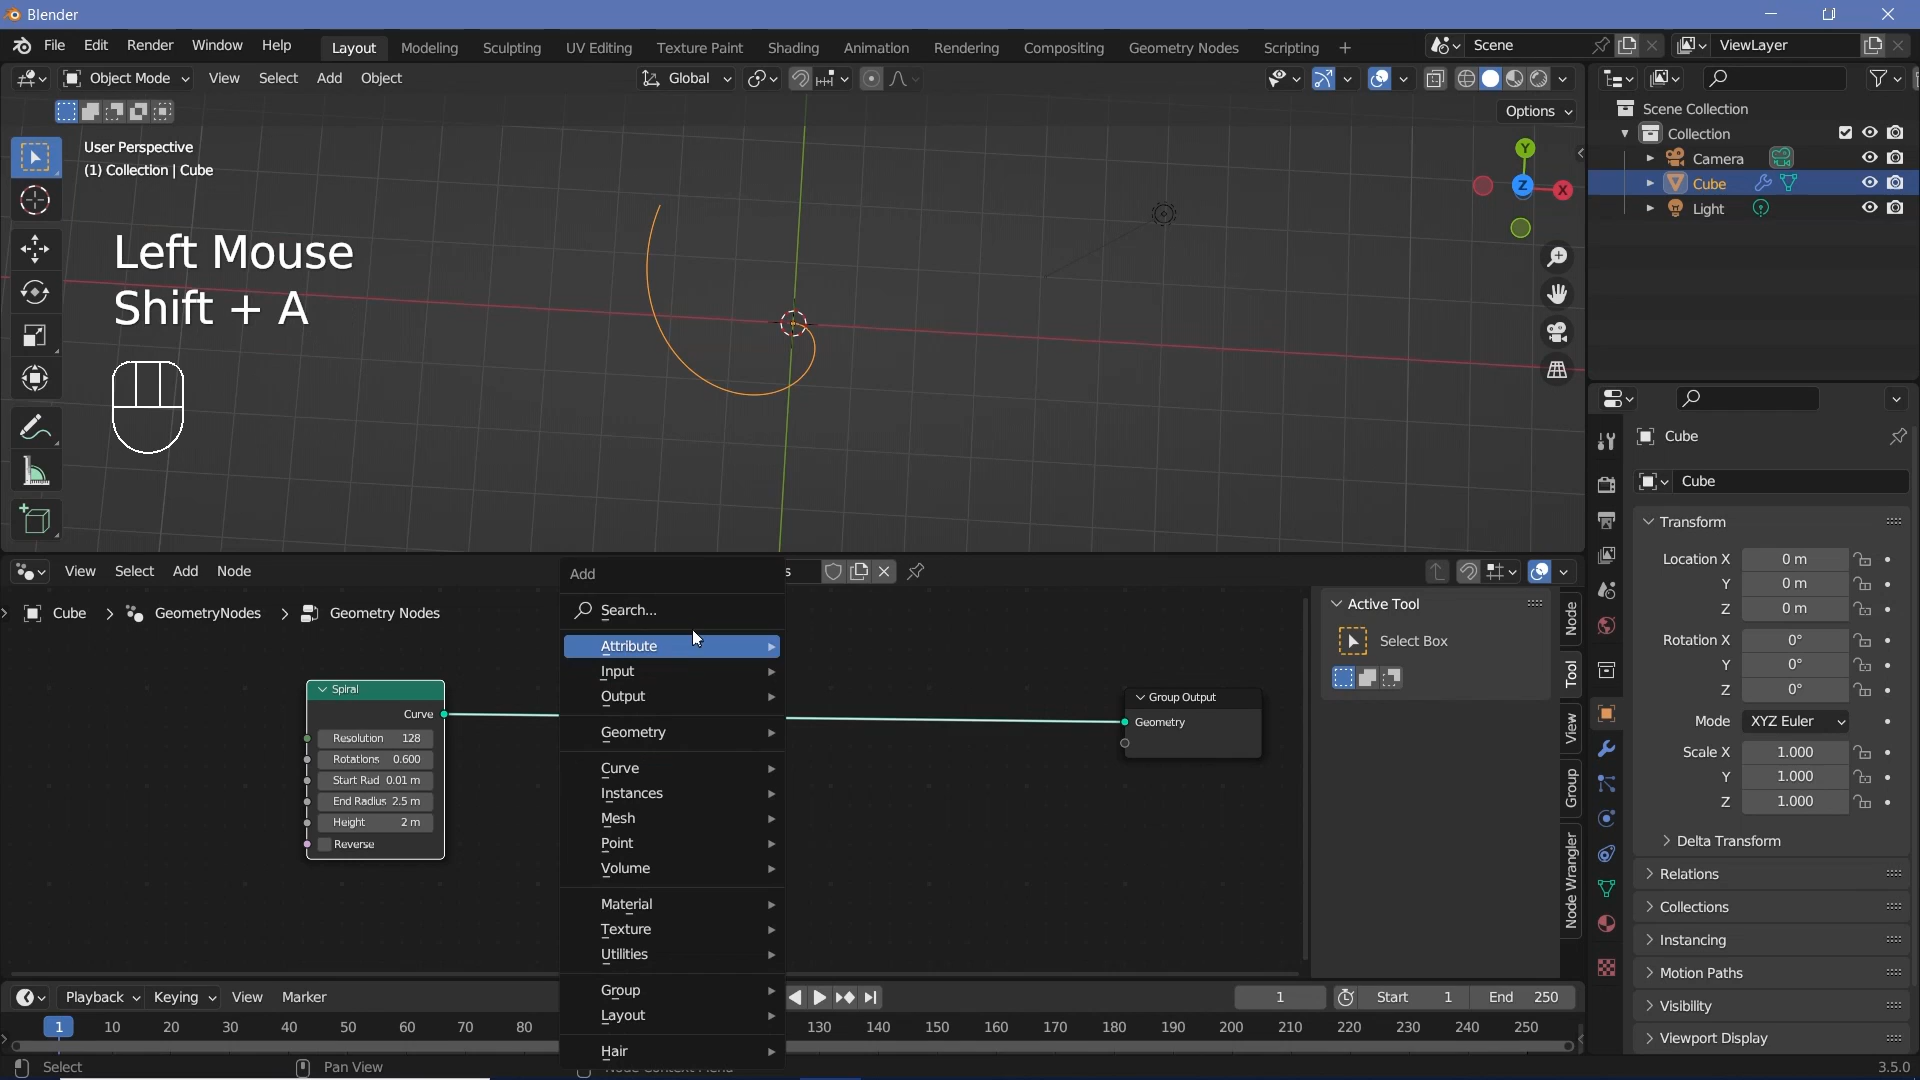 Blender
File Edit Render Window Help
Layout Modeling Sculpting UV Editing Texture Paint Shading Animation Rendering Compositing Geometry Nodes Scripting
Scene
ViewLayer
Object Mode View Select Add Object
Global
Options
User Perspective
(1) Collection | Cube
Left Mouse
Shift + A
Y
Z
X
Scene Collection
Collection
Camera
Cube
Light
Cube
Cube
Transform
Location X 0 m
Y 0 m
Z 0 m
Rotation X 0°
Y 0°
Z 0°
Mode XYZ Euler
Scale X 1.000
Y 1.000
Z 1.000
Delta Transform
Relations
Collections
Instancing
Motion Paths
Visibility
Viewport Display
View Select Add Node
s
Cube GeometryNodes Geometry Nodes
Spiral
Curve
Resolution 128
Rotations 0.600
Start Rad 0.01 m
End Radius 2.5 m
Height 2 m
Reverse
Add
Search...
Attribute
Input
Output
Geometry
Curve
Instances
Mesh
Point
Volume
Material
Texture
Utilities
Group
Layout
Hair
Group Output
Geometry
Active Tool
Select Box
Node
Tool
View
Group
Node Wrangler
Playback Keying View Marker
1 Start 1 End 250
1 10 20 30 40 50 60 70 80 130 140 150 160 170 180 190 200 210 220 230 240 250
Select Pan View
3.5.0